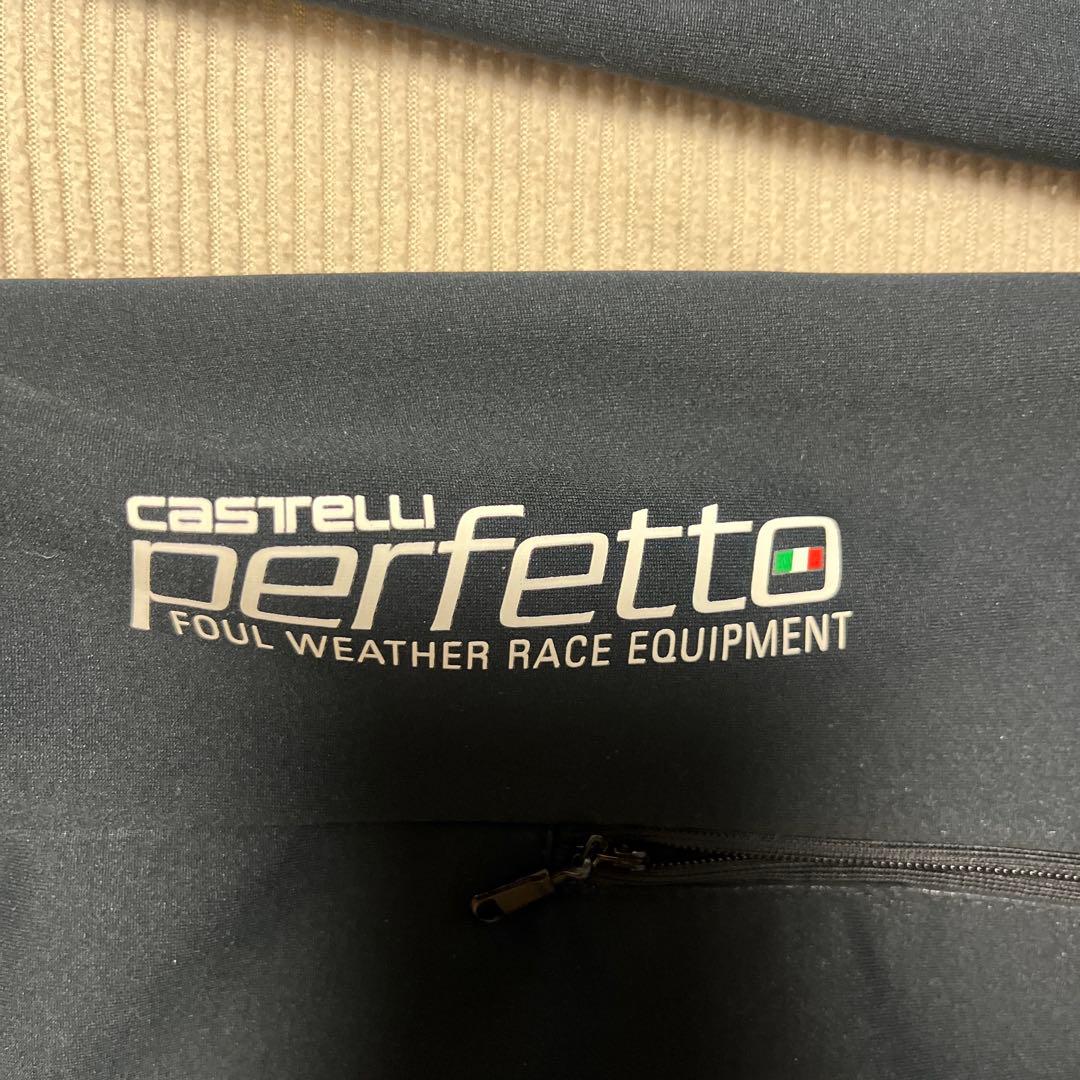 castelli
perfetto
FOUL WEATHER RACE EQUIPMENT